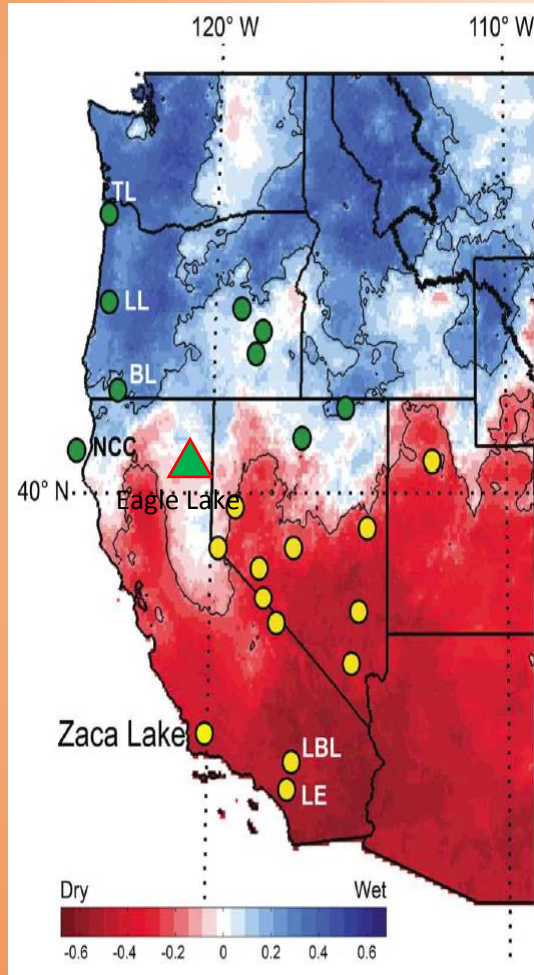 120° W 110° W
TL
LL
BL
NCC
40° N
Eagle Lake
Zaca Lake
LBL
LE
Dry Wet
-0.6 -0.4 -0.2 0 0.2 0.4 0.6